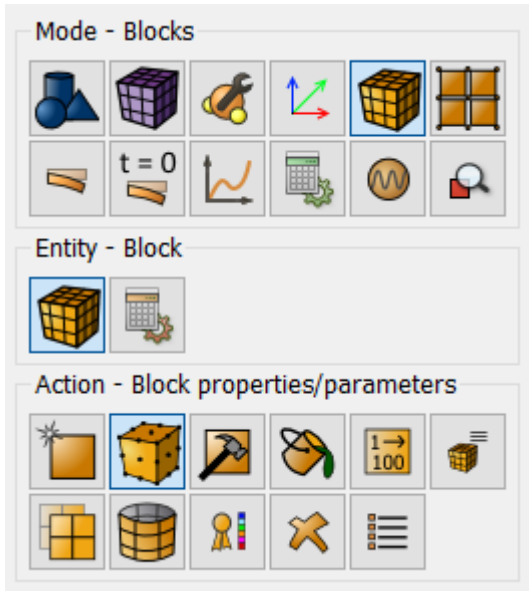 Mode - Blocks
t = 0
Entity - Block
Action - Block properties/parameters
1→
100